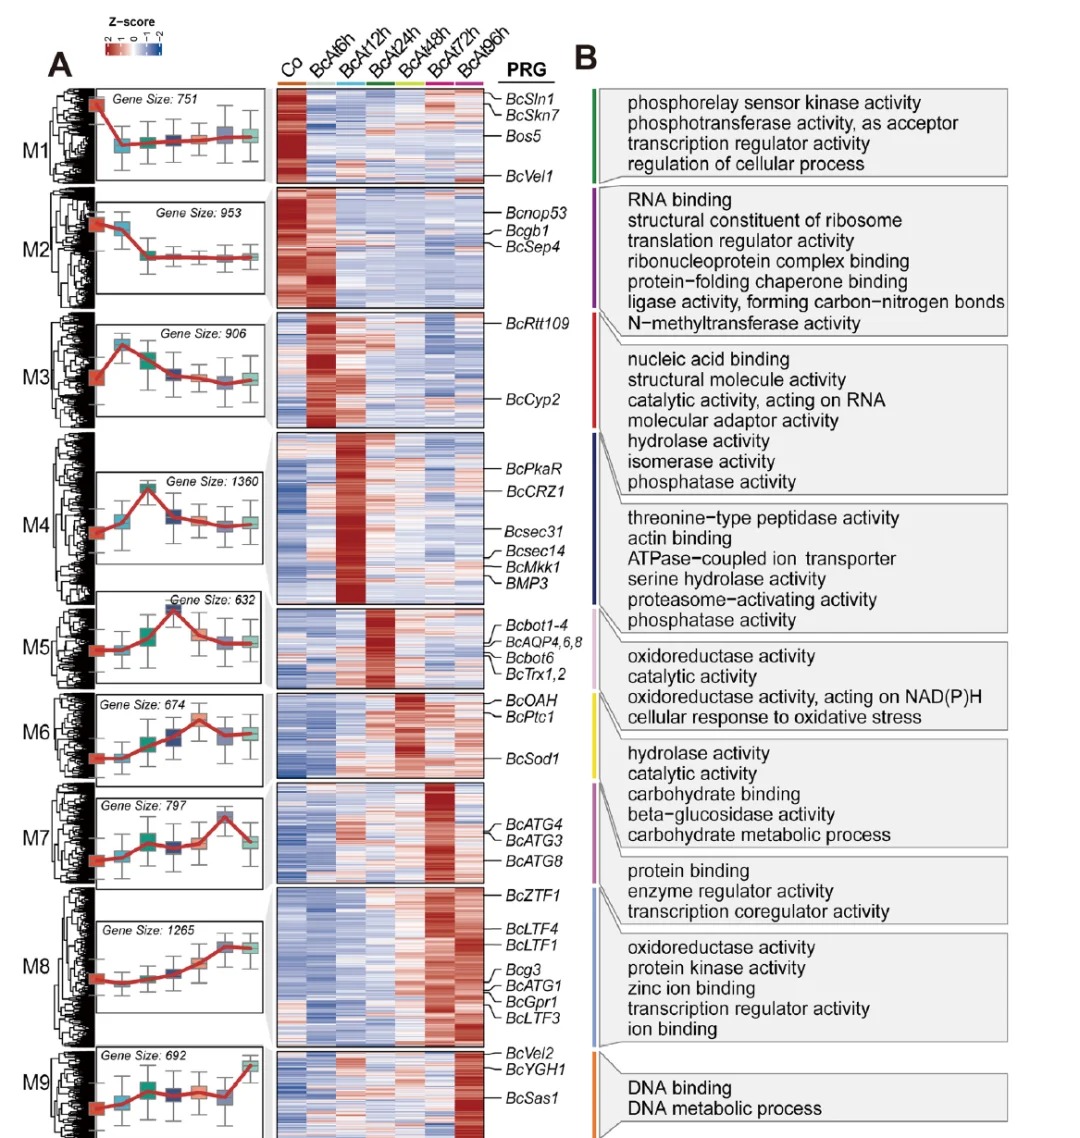 Z−score
2 1 0 −1 −2
A
Co
BcAt6h
BcAt12h
BcAt24h
BcAt48h
BcAt72h
BcAt96h
PRG
B
M1
Gene Size: 751
BcSln1
BcSkn7
Bos5
BcVel1
M2
Gene Size: 953
Bcnop53
Bcgb1
BcSep4
M3
Gene Size: 906
BcRtt109
BcCyp2
M4
Gene Size: 1360
BcPkaR
BcCRZ1
Bcsec31
Bcsec14
BcMkk1
BMP3
M5
Gene Size: 632
Bcbot1-4
BcAQP4,6,8
Bcbot6
BcTrx1,2
M6
Gene Size: 674
BcOAH
BcPtc1
BcSod1
M7
Gene Size: 797
BcATG4
BcATG3
BcATG8
M8
Gene Size: 1265
BcZTF1
BcLTF4
BcLTF1
Bcg3
BcATG1
BcGpr1
BcLTF3
M9
Gene Size: 692
BcVel2
BcYGH1
BcSas1
phosphorelay sensor kinase activity
phosphotransferase activity, as acceptor
transcription regulator activity
regulation of cellular process
RNA binding
structural constituent of ribosome
translation regulator activity
ribonucleoprotein complex binding
protein−folding chaperone binding
ligase activity, forming carbon−nitrogen bonds
N−methyltransferase activity
nucleic acid binding
structural molecule activity
catalytic activity, acting on RNA
molecular adaptor activity
hydrolase activity
isomerase activity
phosphatase activity
threonine−type peptidase activity
actin binding
ATPase−coupled ion transporter
serine hydrolase activity
proteasome−activating activity
phosphatase activity
oxidoreductase activity
catalytic activity
oxidoreductase activity, acting on NAD(P)H
cellular response to oxidative stress
hydrolase activity
catalytic activity
carbohydrate binding
beta−glucosidase activity
carbohydrate metabolic process
protein binding
enzyme regulator activity
transcription coregulator activity
oxidoreductase activity
protein kinase activity
zinc ion binding
transcription regulator activity
ion binding
DNA binding
DNA metabolic process